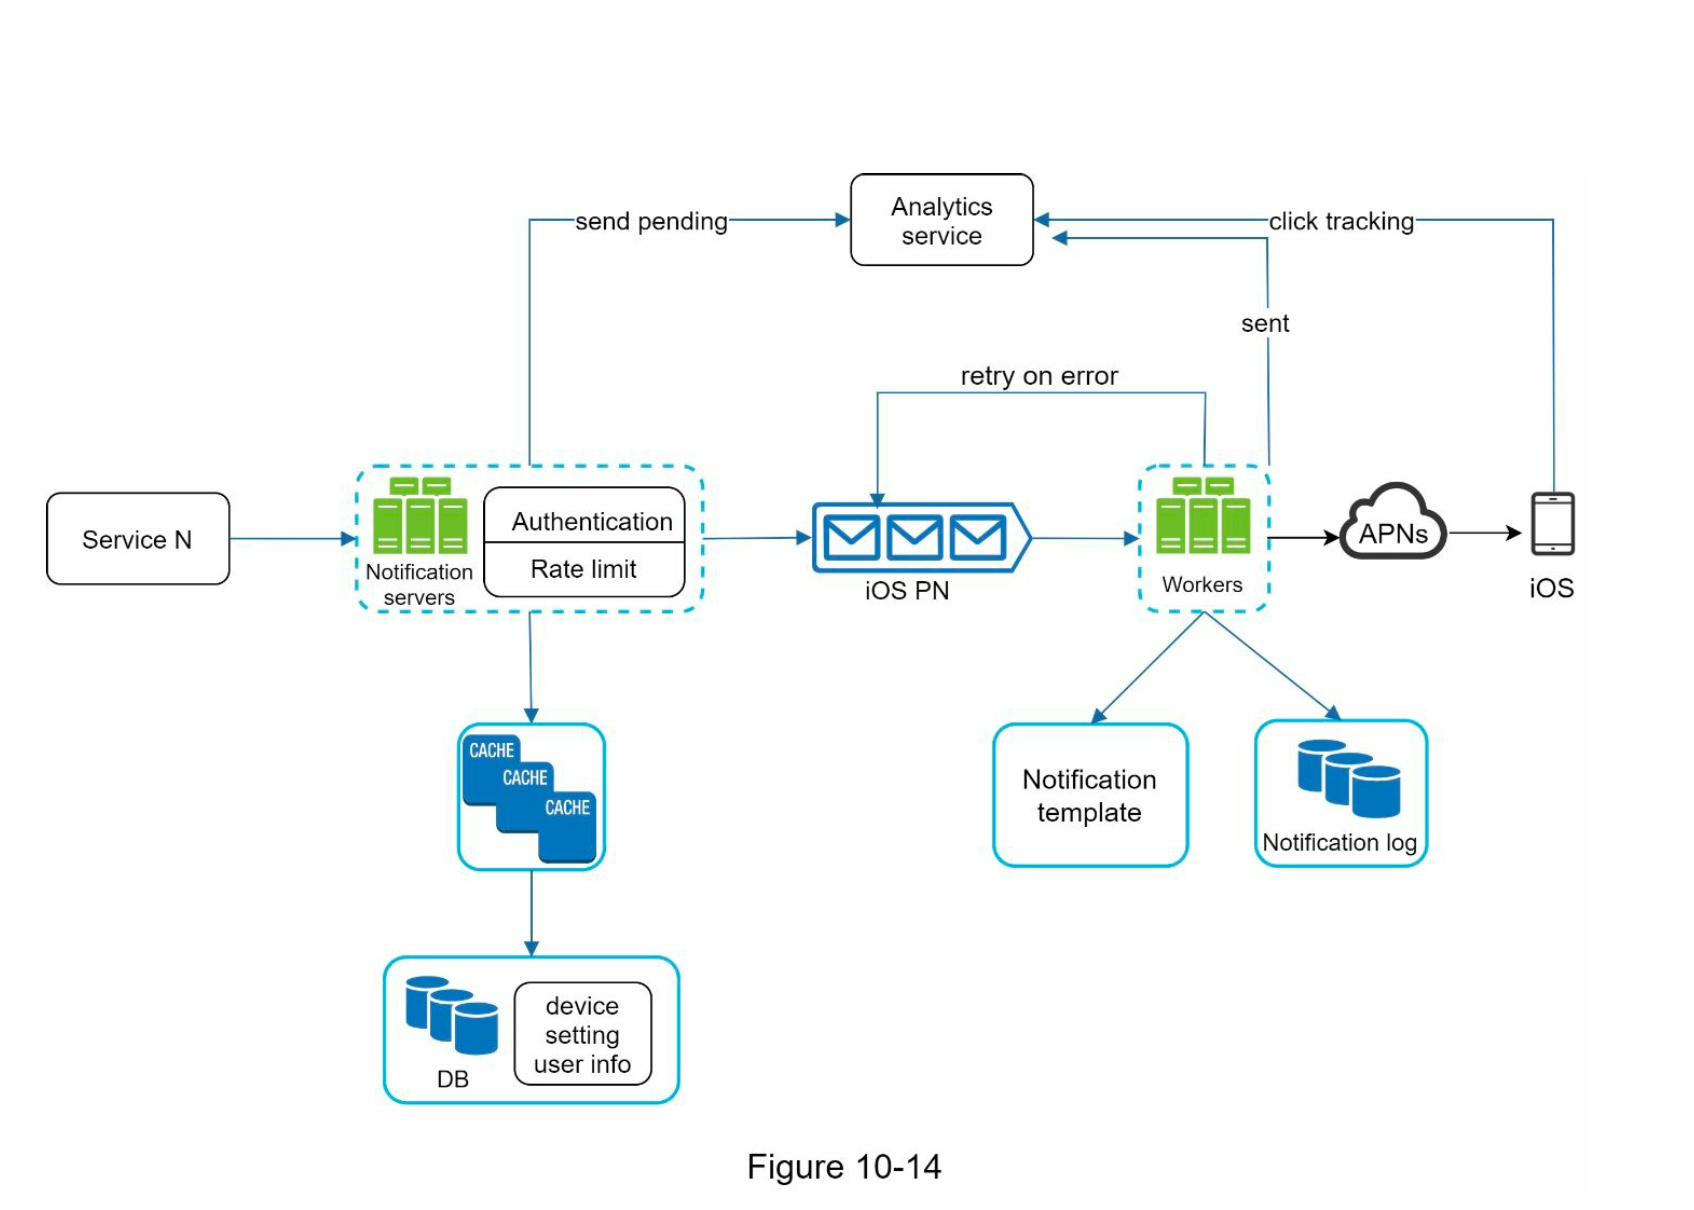 Analytics
service
send pending
click tracking
sent
retry on error
Service N
Notification
servers
Authentication
Rate limit
iOS PN
Workers
APNs
iOS
CACHE
CACHE
CACHE
Notification
template
Notification log
DB
device
setting
user info
Figure 10-14